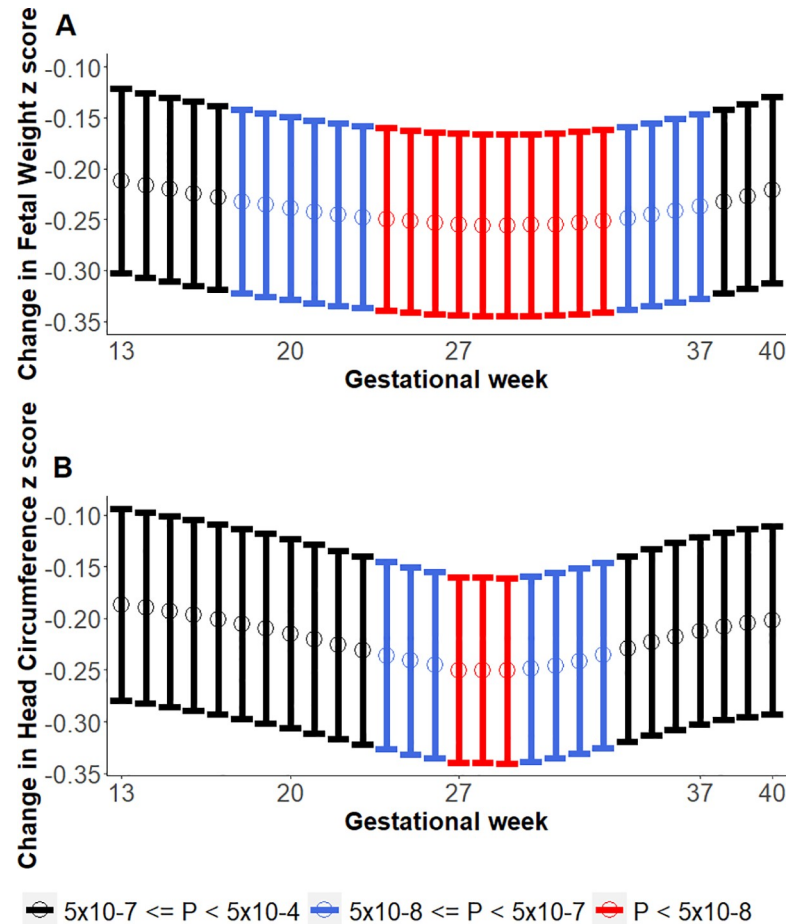 A
Change in Fetal Weight z score
-0.10
-0.15
-0.20
-0.25
-0.30
-0.35
13 20 27 37 40
Gestational week
B
Change in Head Circumference z score
-0.10
-0.15
-0.20
-0.25
-0.30
-0.35
13 20 27 37 40
Gestational week
5x10-7 <= P < 5x10-4 5x10-8 <= P < 5x10-7 P < 5x10-8